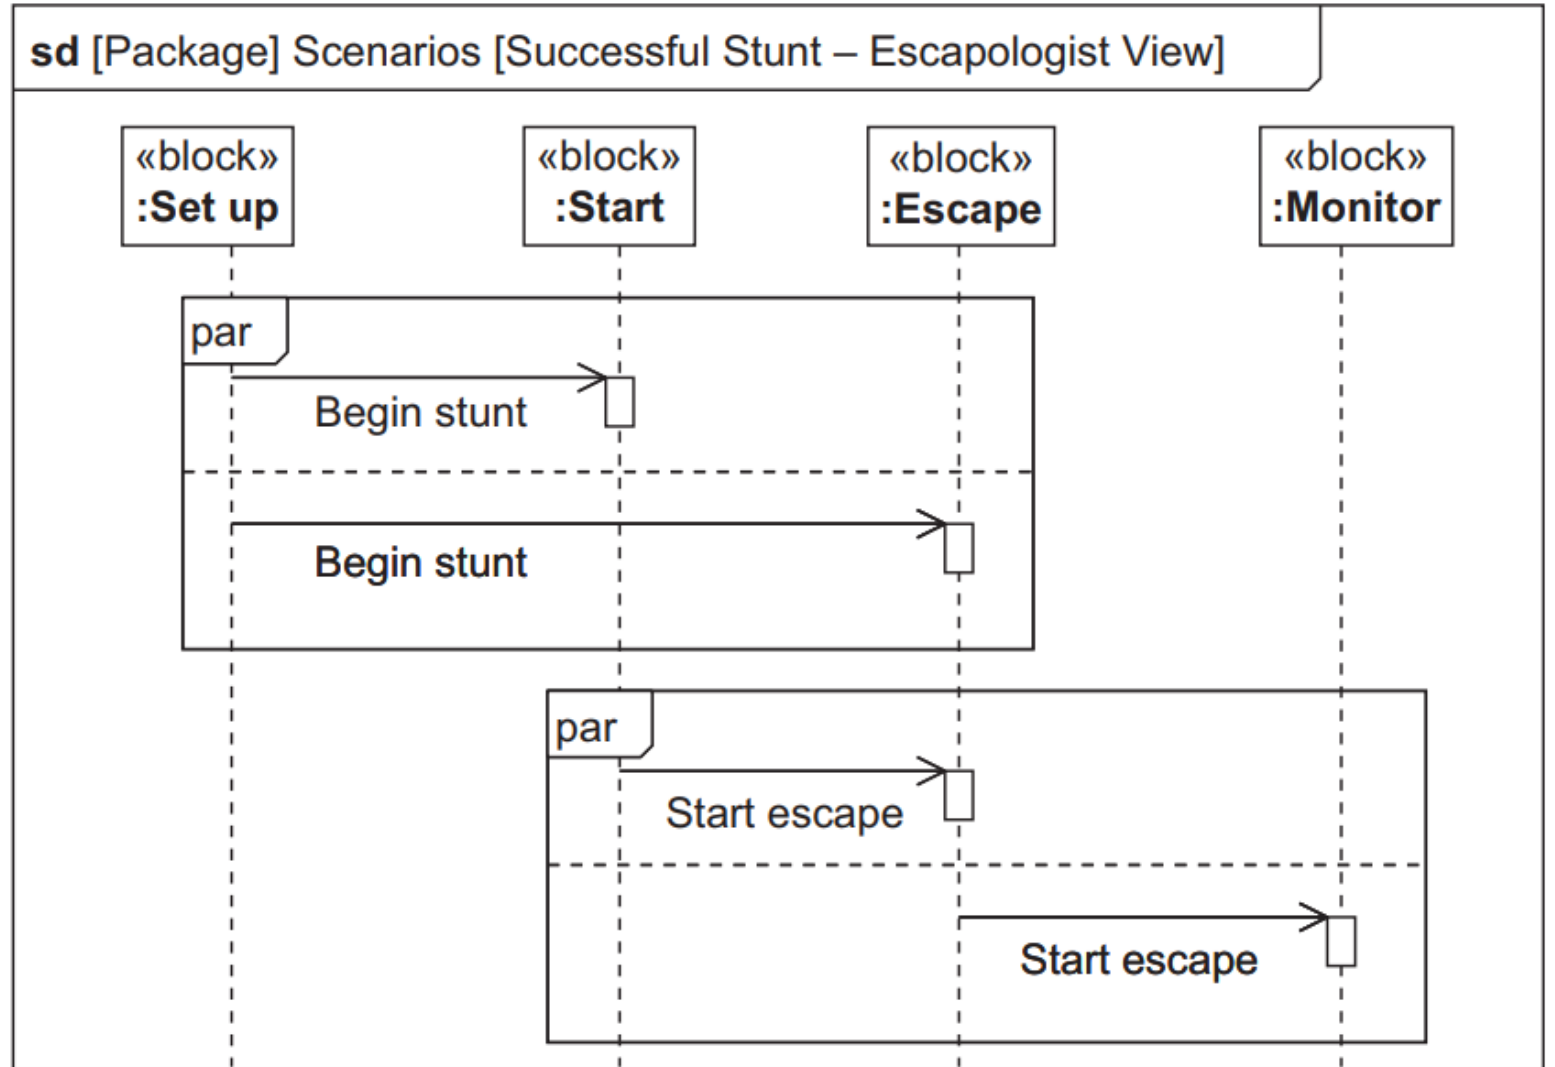 sd [Package] Scenarios [Successful Stunt – Escapologist View]
«block»
:Set up
«block»
:Start
«block»
:Escape
«block»
:Monitor
par
Begin stunt
Begin stunt
par
Start escape
Start escape